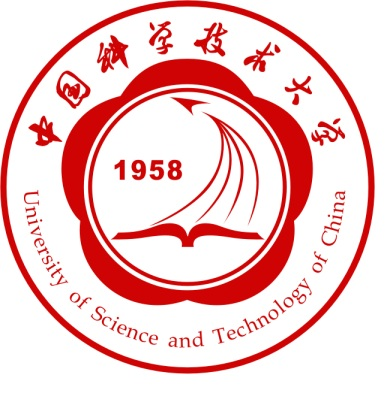 中国科学技术大学
1958
University of Science and Technology of China